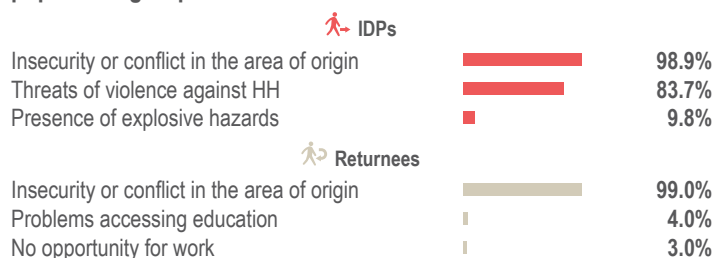 IDPs
Insecurity or conflict in the area of origin 98.9%
Threats of violence against HH 83.7%
Presence of explosive hazards 9.8%
Returnees
Insecurity or conflict in the area of origin 99.0%
Problems accessing education 4.0%
No opportunity for work 3.0%